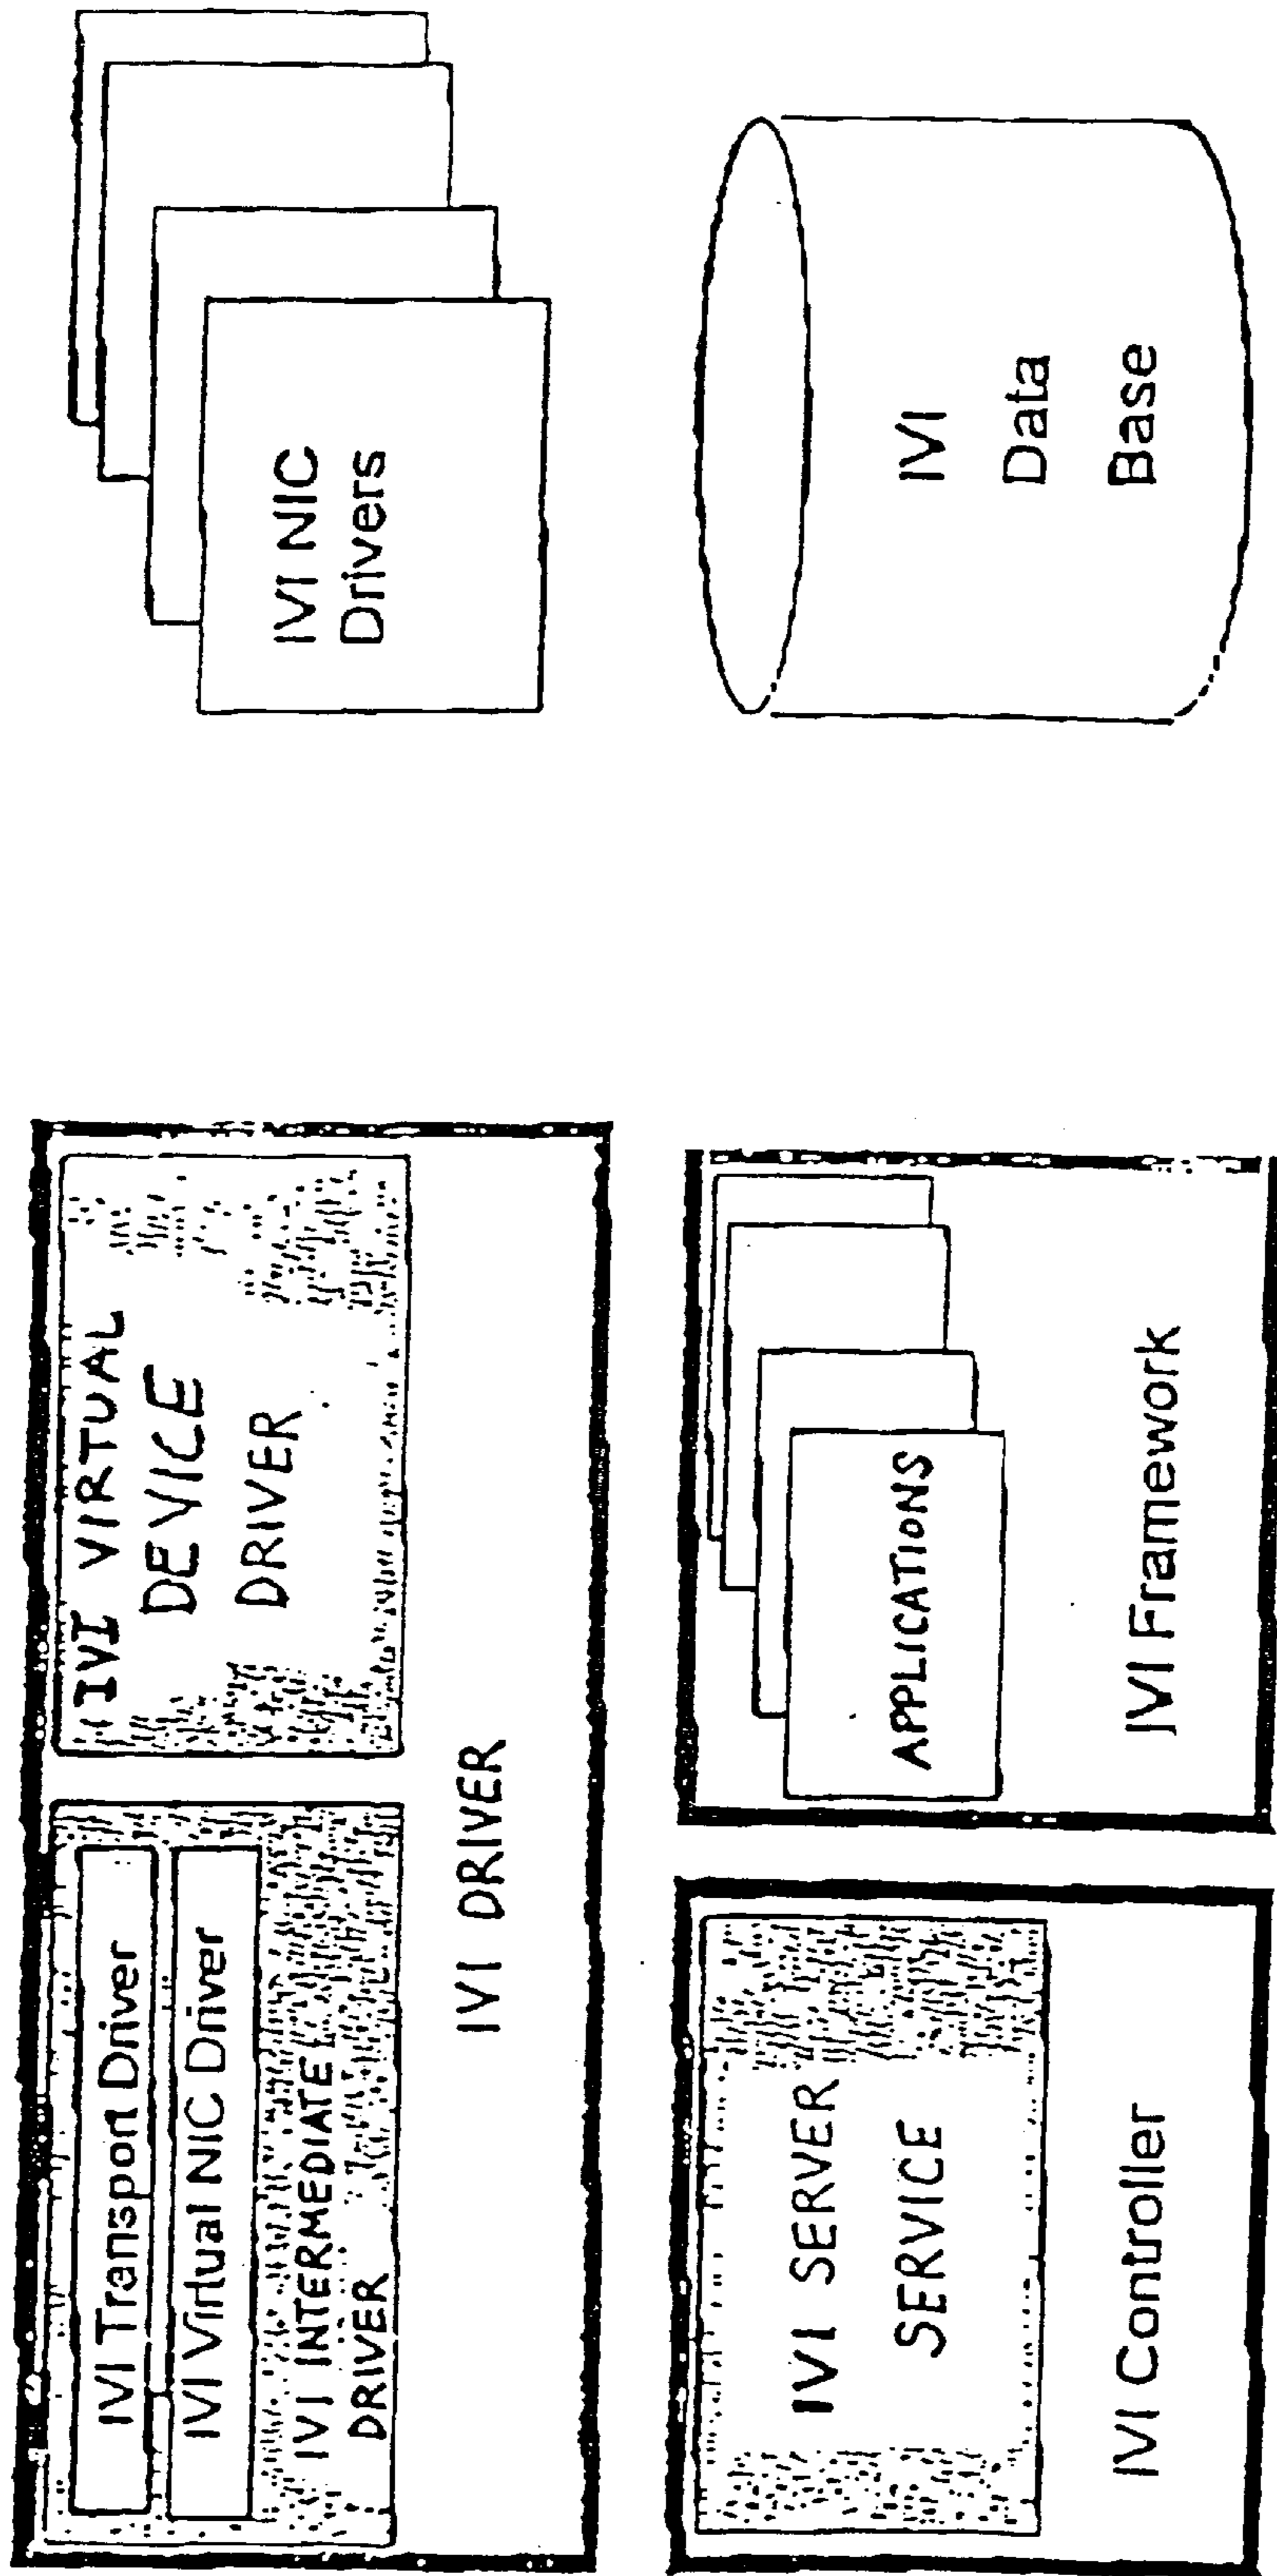 IVI Transport Driver
IVI Virtual NIC Driver
IVI INTERMEDIATE
DRIVER
IVI VIRTUAL
DEVICE
DRIVER
IVI DRIVER
IVI NIC
Drivers
IVI SERVER
SERVICE
IVI Controller
APPLICATIONS
IVI Framework
IVI
Data
Base